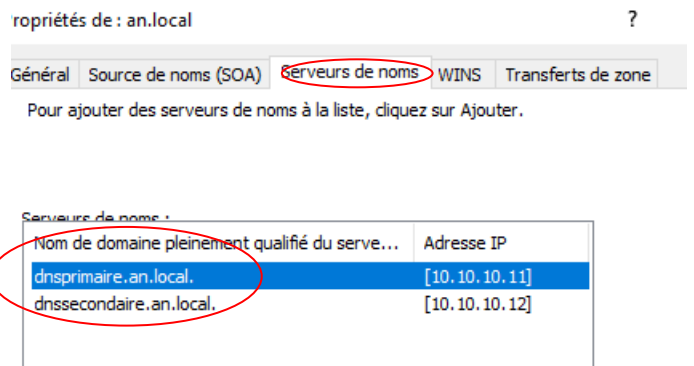 ropriétés de : an.local ?
Général Source de noms (SOA) Serveurs de noms WINS Transferts de zone
Pour ajouter des serveurs de noms à la liste, cliquez sur Ajouter.
Serveurs de noms :
Nom de domaine pleinement qualifié du serve... Adresse IP
dnsprimaire.an.local. [10.10.10.11]
dnssecondaire.an.local. [10.10.10.12]